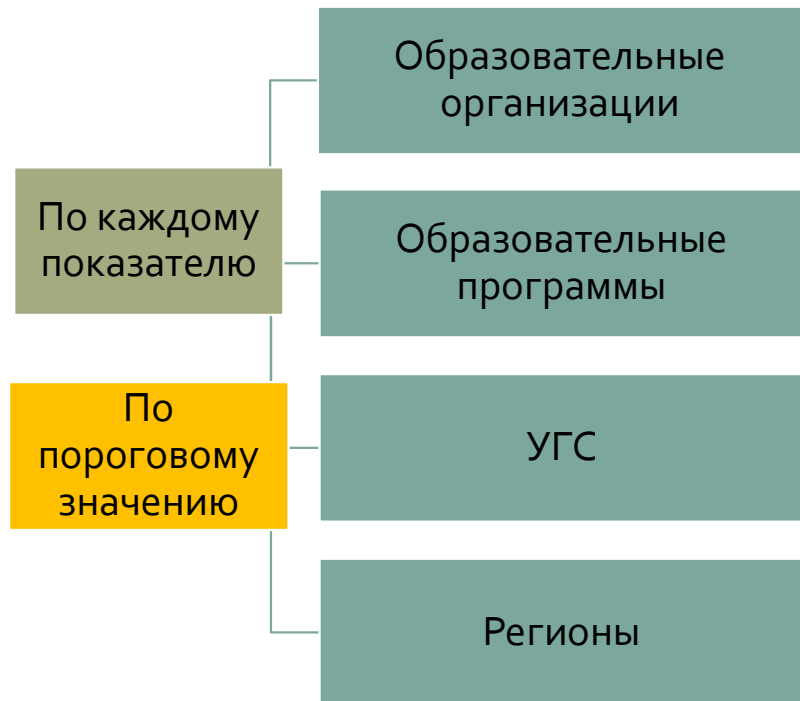 Образовательные
организации
По каждому
показателю
Образовательные
программы
По
пороговому
значению
УГС
Регионы